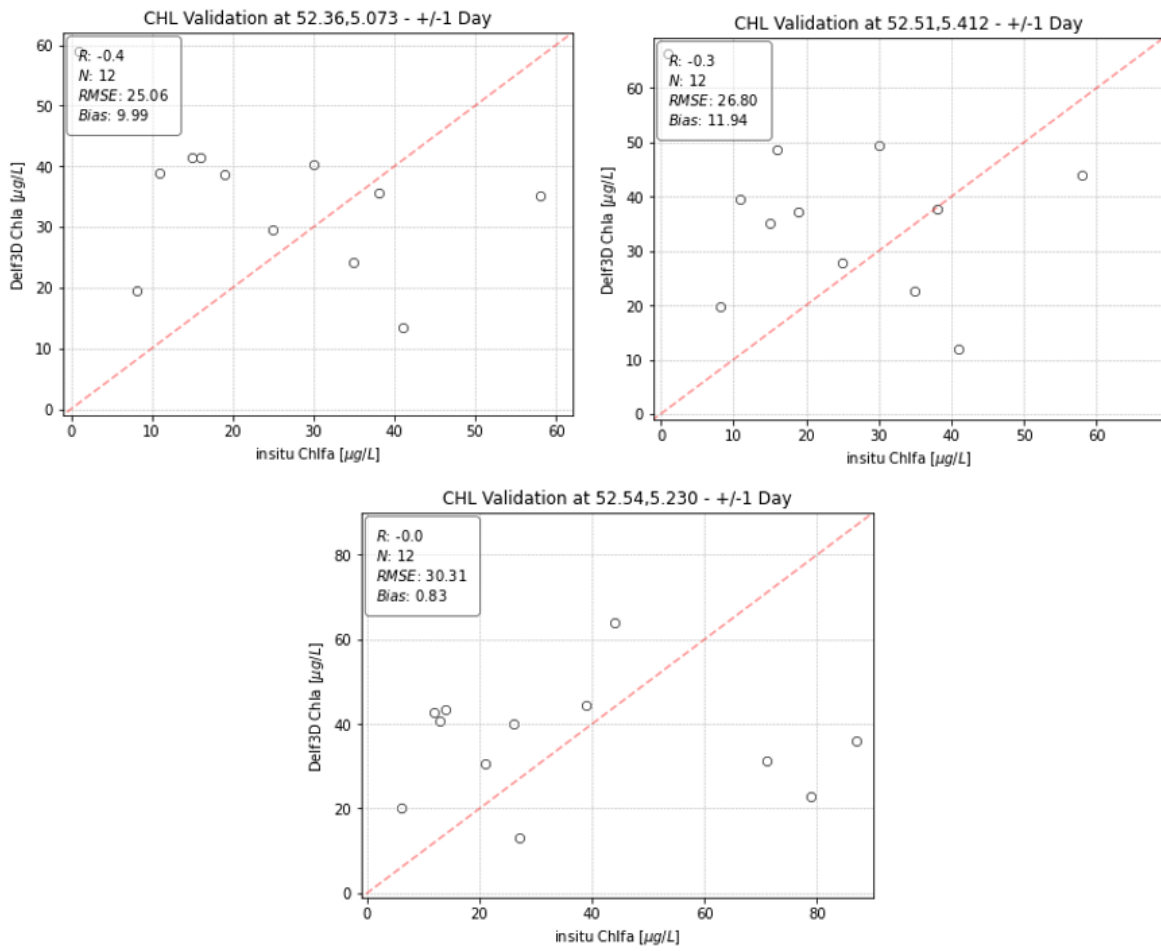 CHL Validation at 52.36,5.073 - +/-1 Day
R: -0.4
N: 12
RMSE: 25.06
Bias: 9.99
60
50
40
30
20
10
0
Delf3D Chla [µg/L]
0 10 20 30 40 50 60
insitu Chlfa [µg/L]
CHL Validation at 52.51,5.412 - +/-1 Day
R: -0.3
N: 12
RMSE: 26.80
Bias: 11.94
60
50
40
30
20
10
0
Delf3D Chla [µg/L]
0 10 20 30 40 50 60
insitu Chlfa [µg/L]
CHL Validation at 52.54,5.230 - +/-1 Day
R: -0.0
N: 12
RMSE: 30.31
Bias: 0.83
80
60
40
20
0
Delf3D Chla [µg/L]
0 20 40 60 80
insitu Chlfa [µg/L]